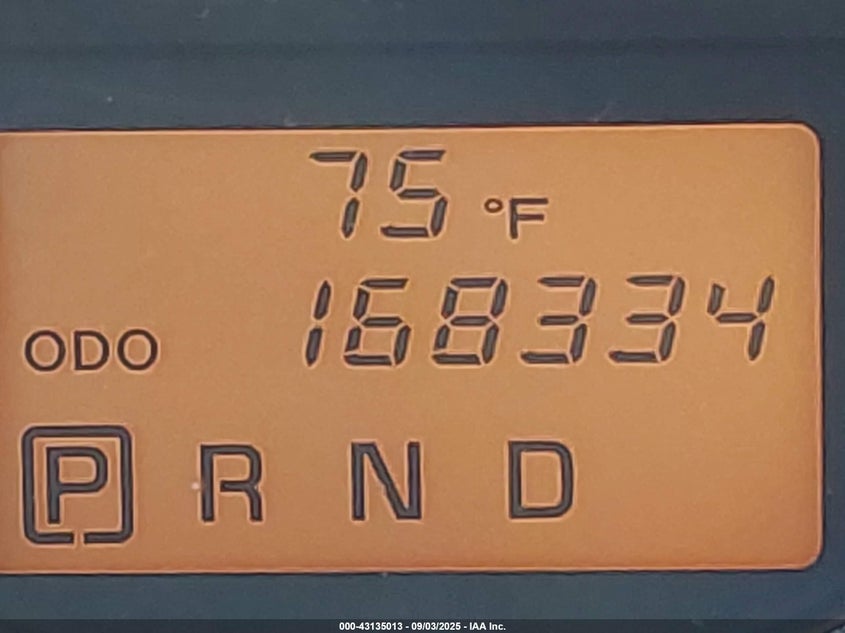 75 °F
ODO 168334
P R N D
000-43135013 - 09/03/2025 - IAA Inc.